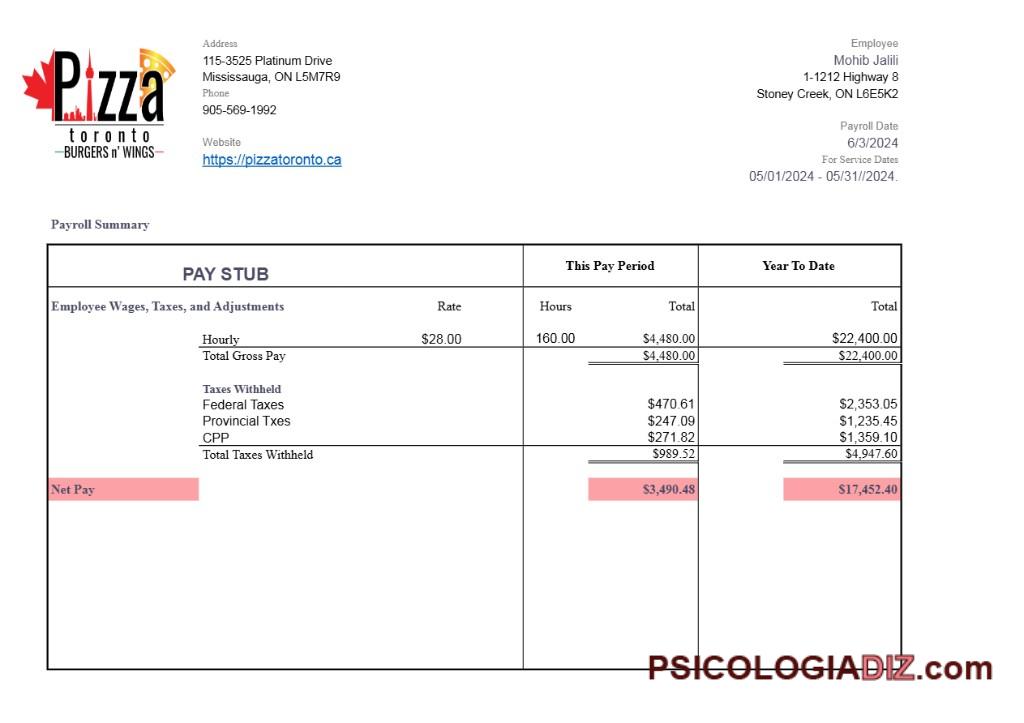 Pizza
toronto
BURGERS n' WINGS
Address
115-3525 Platinum Drive
Mississauga, ON L5M7R9
Phone
905-569-1992
Website
https://pizzatoronto.ca
Employee
Mohib Jalili
1-1212 Highway 8
Stoney Creek, ON L6E5K2
Payroll Date
6/3/2024
For Service Dates
05/01/2024 - 05/31//2024.
Payroll Summary
PAY STUB This Pay Period Year To Date
Employee Wages, Taxes, and Adjustments Rate Hours Total Total
Hourly $28.00 160.00 $4,480.00 $22,400.00
Total Gross Pay $4,480.00 $22,400.00
Taxes Withheld
Federal Taxes $470.61 $2,353.05
Provincial Txes $247.09 $1,235.45
CPP $271.82 $1,359.10
Total Taxes Withheld $989.52 $4,947.60
Net Pay $3,490.48 $17,452.40
PSICOLOGIADIZ.com